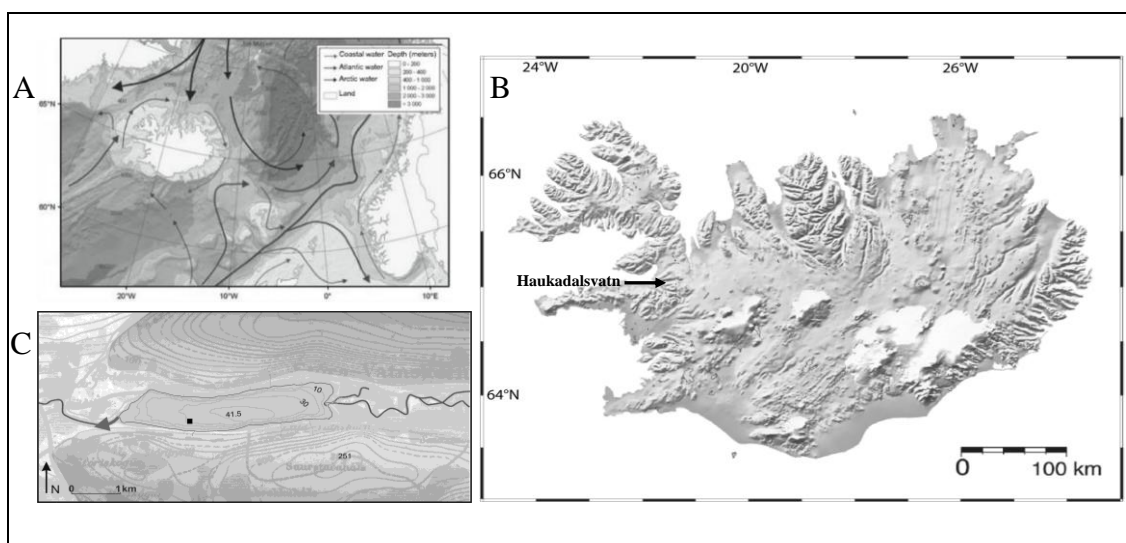 A
Coastal water
Atlantic water
Arctic water
Land
Depth (meters)
0 - 200
200 - 400
400 - 1 000
1 000 - 2 000
2 000 - 3 000
> 3 000
65°N
60°N
20°W
10°W
0°
10°E
B
24°W
20°W
26°W
66°N
64°N
Haukadalsvatn
0
100 km
C
10
30
41.5
251
N
0
1 km